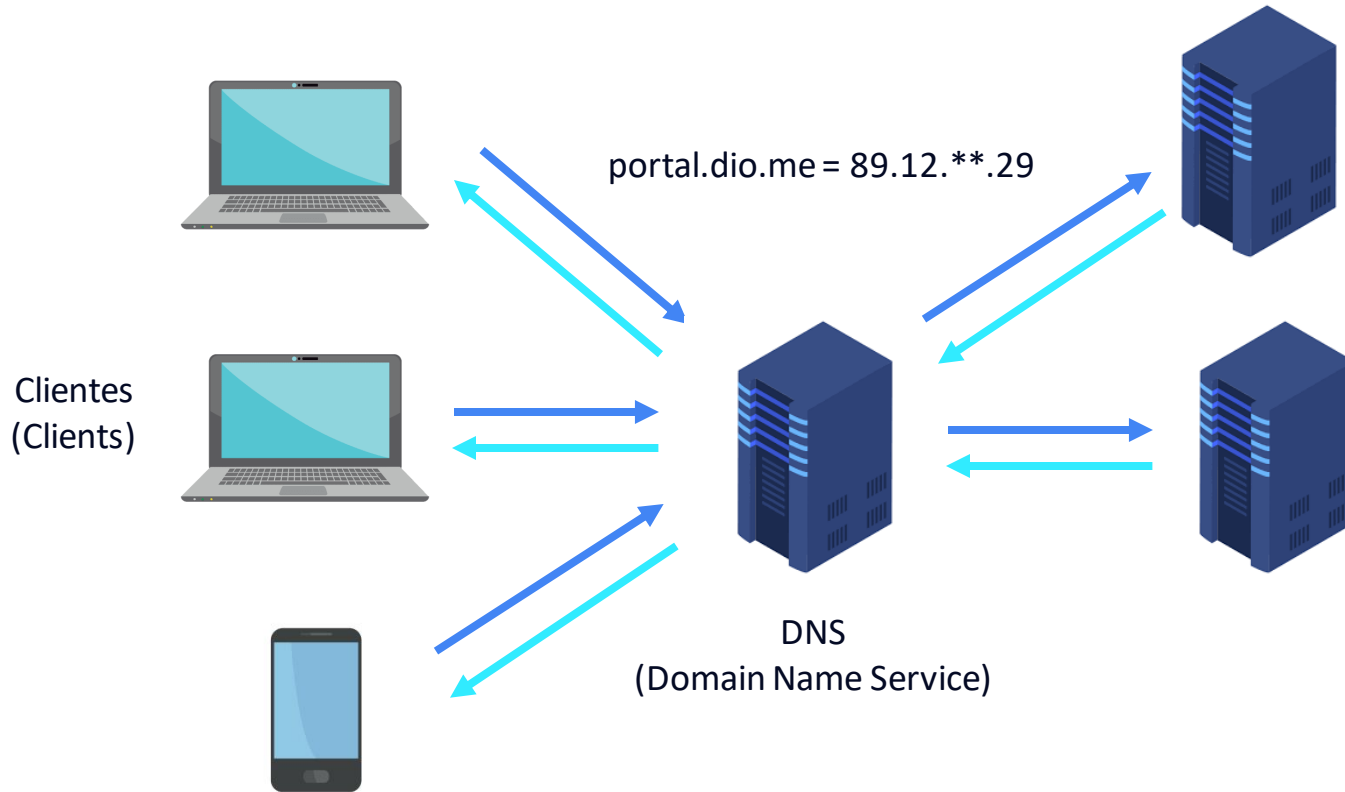 portal.dio.me = 89.12.**.29
Clientes
(Clients)
DNS
(Domain Name Service)